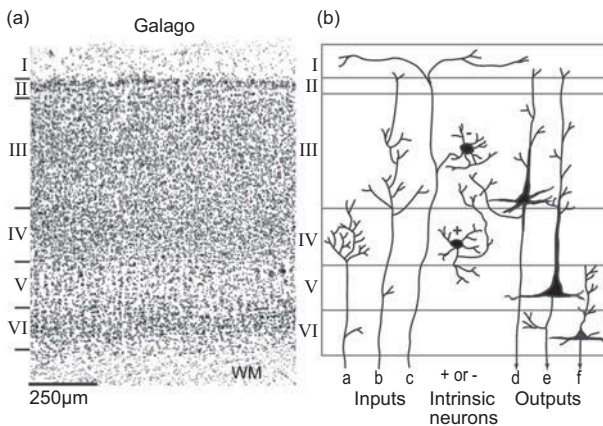 (a)
Galago
I
II
III
IV
V
VI
WM
250μm
(b)
I
II
III
IV
V
VI
-
+
a b c + or - d e f
Inputs Intrinsic Outputs
neurons